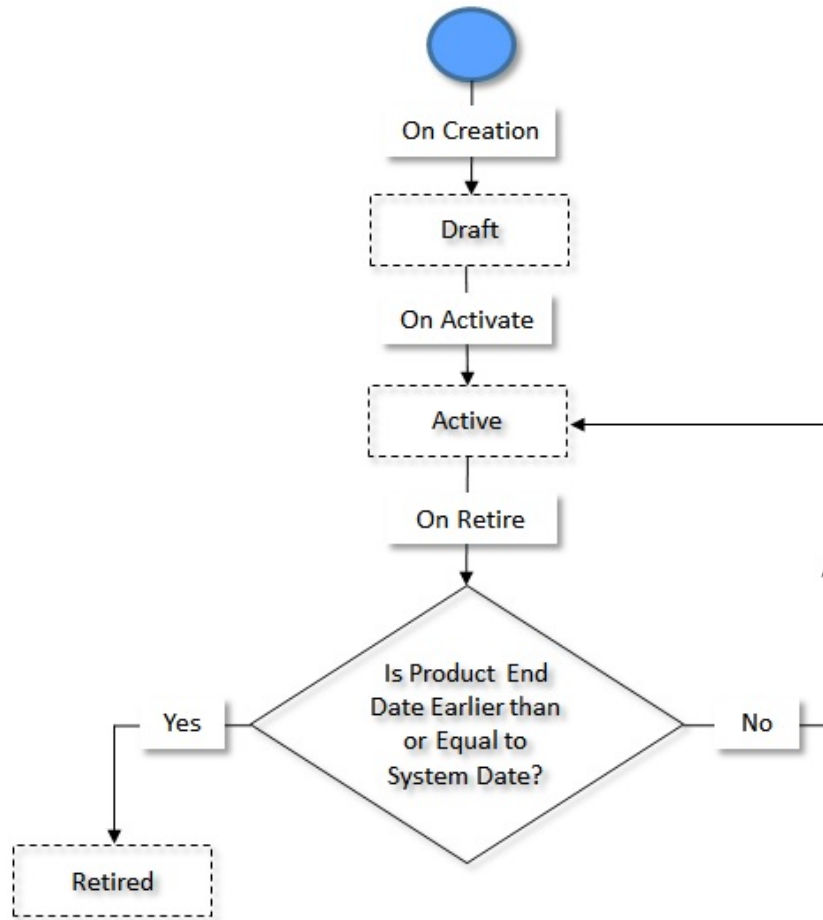 On Creation
Draft
On Activate
Active
On Retire
Is Product End
Date Earlier than
or Equal to
System Date?
Yes
No
Retired